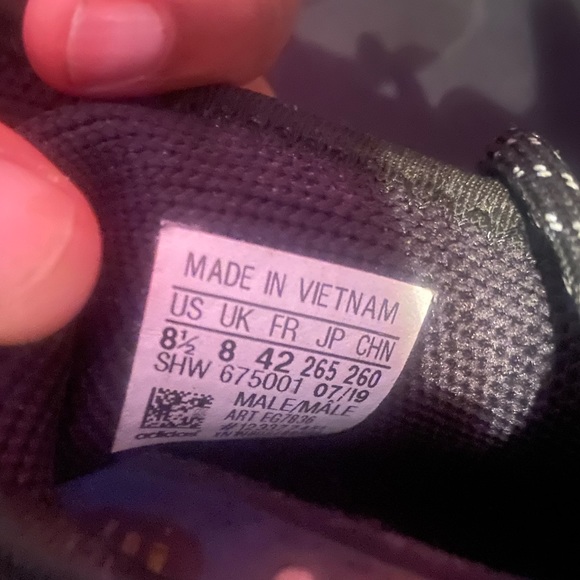 MADE IN VIETNAM
US UK FR JP CHN
8½ 8 42 265 260
SHW 675001 07/19
MALE/MÂLE
ART
adidas